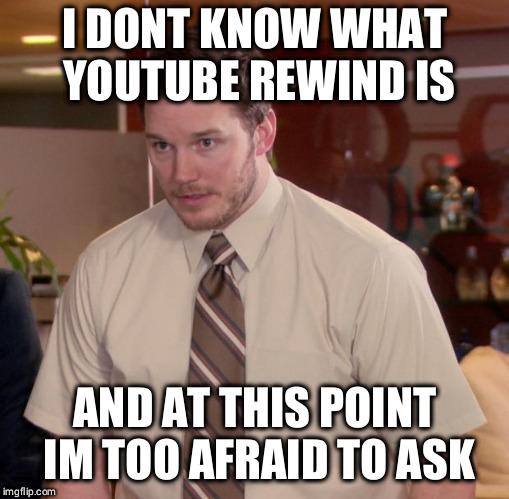 I DONT KNOW WHAT
YOUTUBE REWIND IS
AND AT THIS POINT
IM TOO AFRAID TO ASK
imgflip.com